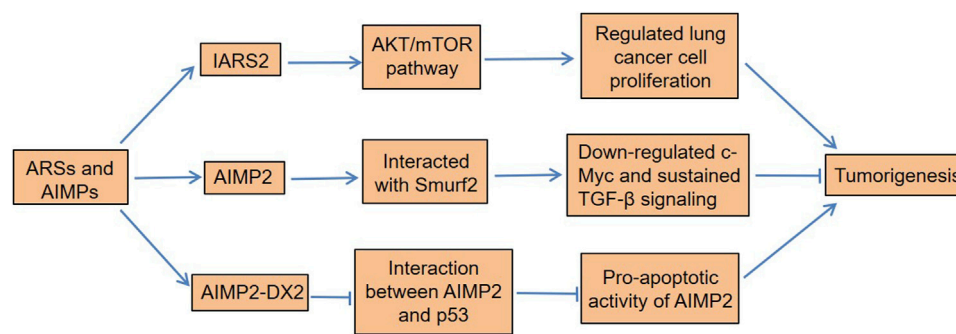 ARSs and
AIMPs
IARS2
AKT/mTOR
pathway
Regulated lung
cancer cell
proliferation
AIMP2
Interacted
with Smurf2
Down-regulated c-
Myc and sustained
TGF-β signaling
Tumorigenesis
AIMP2-DX2
Interaction
between AIMP2
and p53
Pro-apoptotic
activity of AIMP2